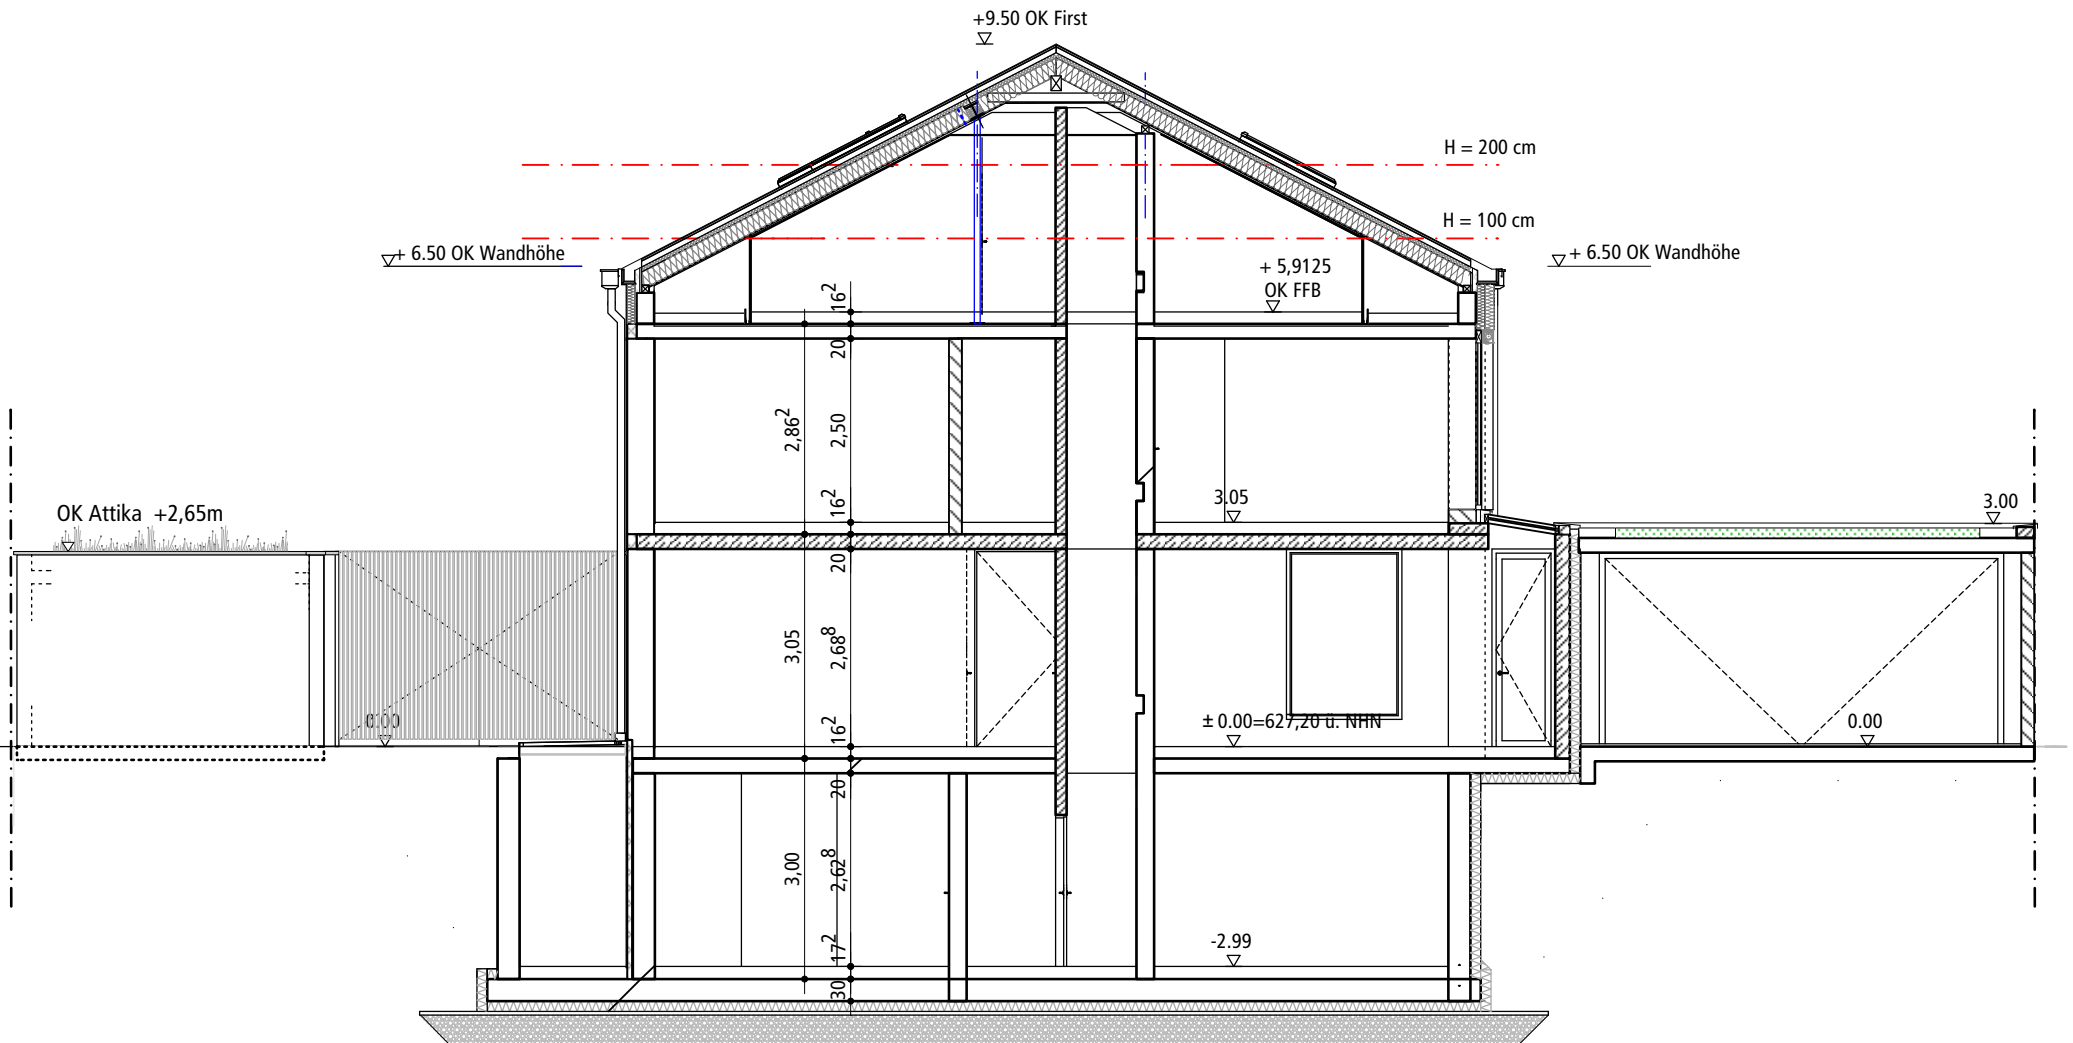 +9.50 OK First
H = 200 cm
H = 100 cm
+ 6.50 OK Wandhöhe
+ 6.50 OK Wandhöhe
+ 5,9125
OK FFB
16²
20
2,86²
2,50
16²
3.05
3.00
OK Attika +2,65m
20
3,05
2,68⁸
16²
0.00
± 0.00=627,20 ü. NHN
0.00
20
3,00
2,62⁸
17²
-2.99
30